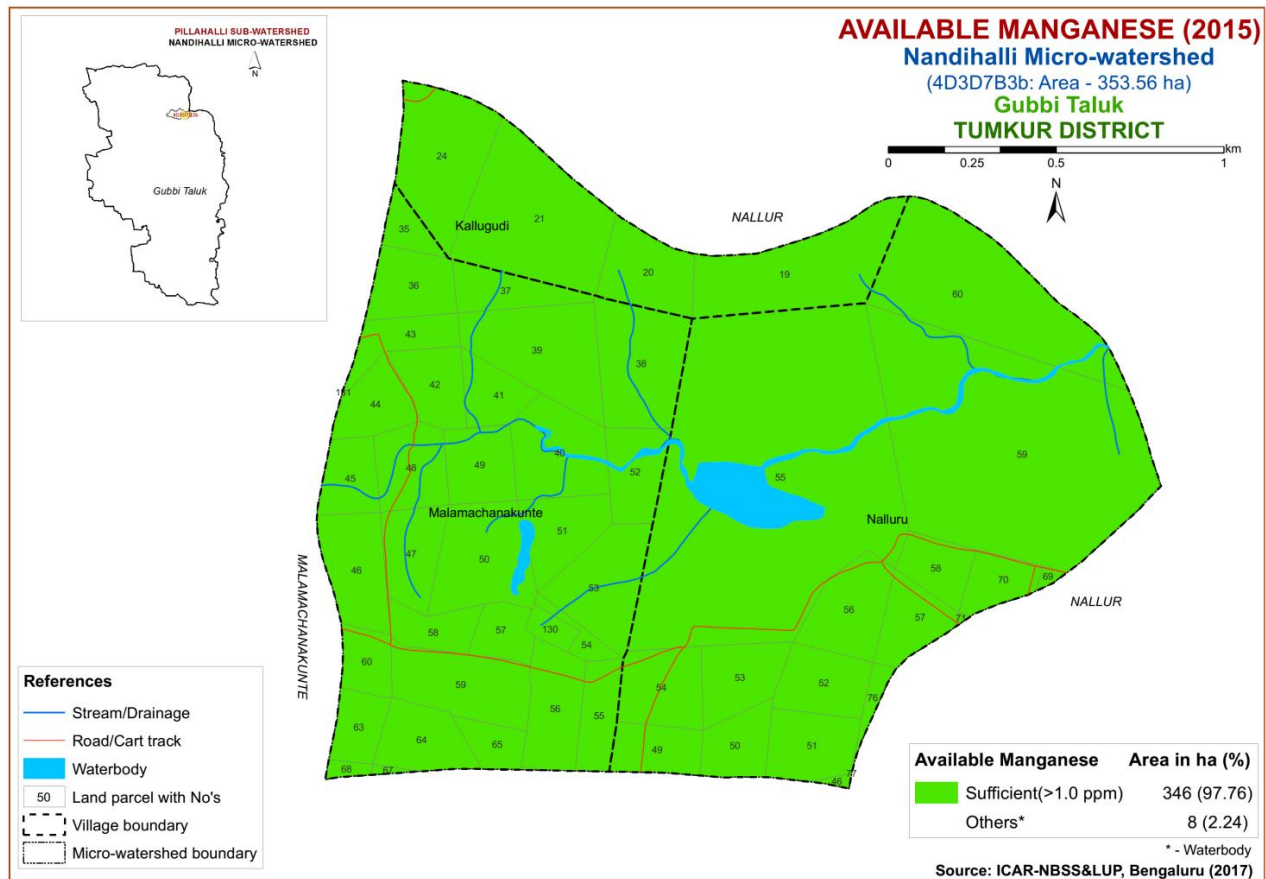 PILLAHALLI SUB-WATERSHED
NANDIHALLI MICRO-WATERSHED
N
Gubbi Taluk
AVAILABLE MANGANESE (2015)
Nandihalli Micro-watershed
(4D3D7B3b: Area - 353.56 ha)
Gubbi Taluk
TUMKUR DISTRICT
km
0 0.25 0.5 1
N
24
21
NALLUR
35
Kallugudi
20
19
60
36
37
43
39
38
42
41
44
45
48
49
40
52
55
59
Malamachanakunte
Nalluru
51
50
47
46
53
58
70
69
MALAMACHANAKUNTE
NALLUR
56
57
71
58
57
130
54
60
59
54
53
52
76
56
55
63
64
65
49
50
51
68
67
46
77
References
Stream/Drainage
Road/Cart track
Waterbody
50 Land parcel with No's
Village boundary
Micro-watershed boundary
Available Manganese Area in ha (%)
Sufficient(>1.0 ppm) 346 (97.76)
Others* 8 (2.24)
* - Waterbody
Source: ICAR-NBSS&LUP, Bengaluru (2017)